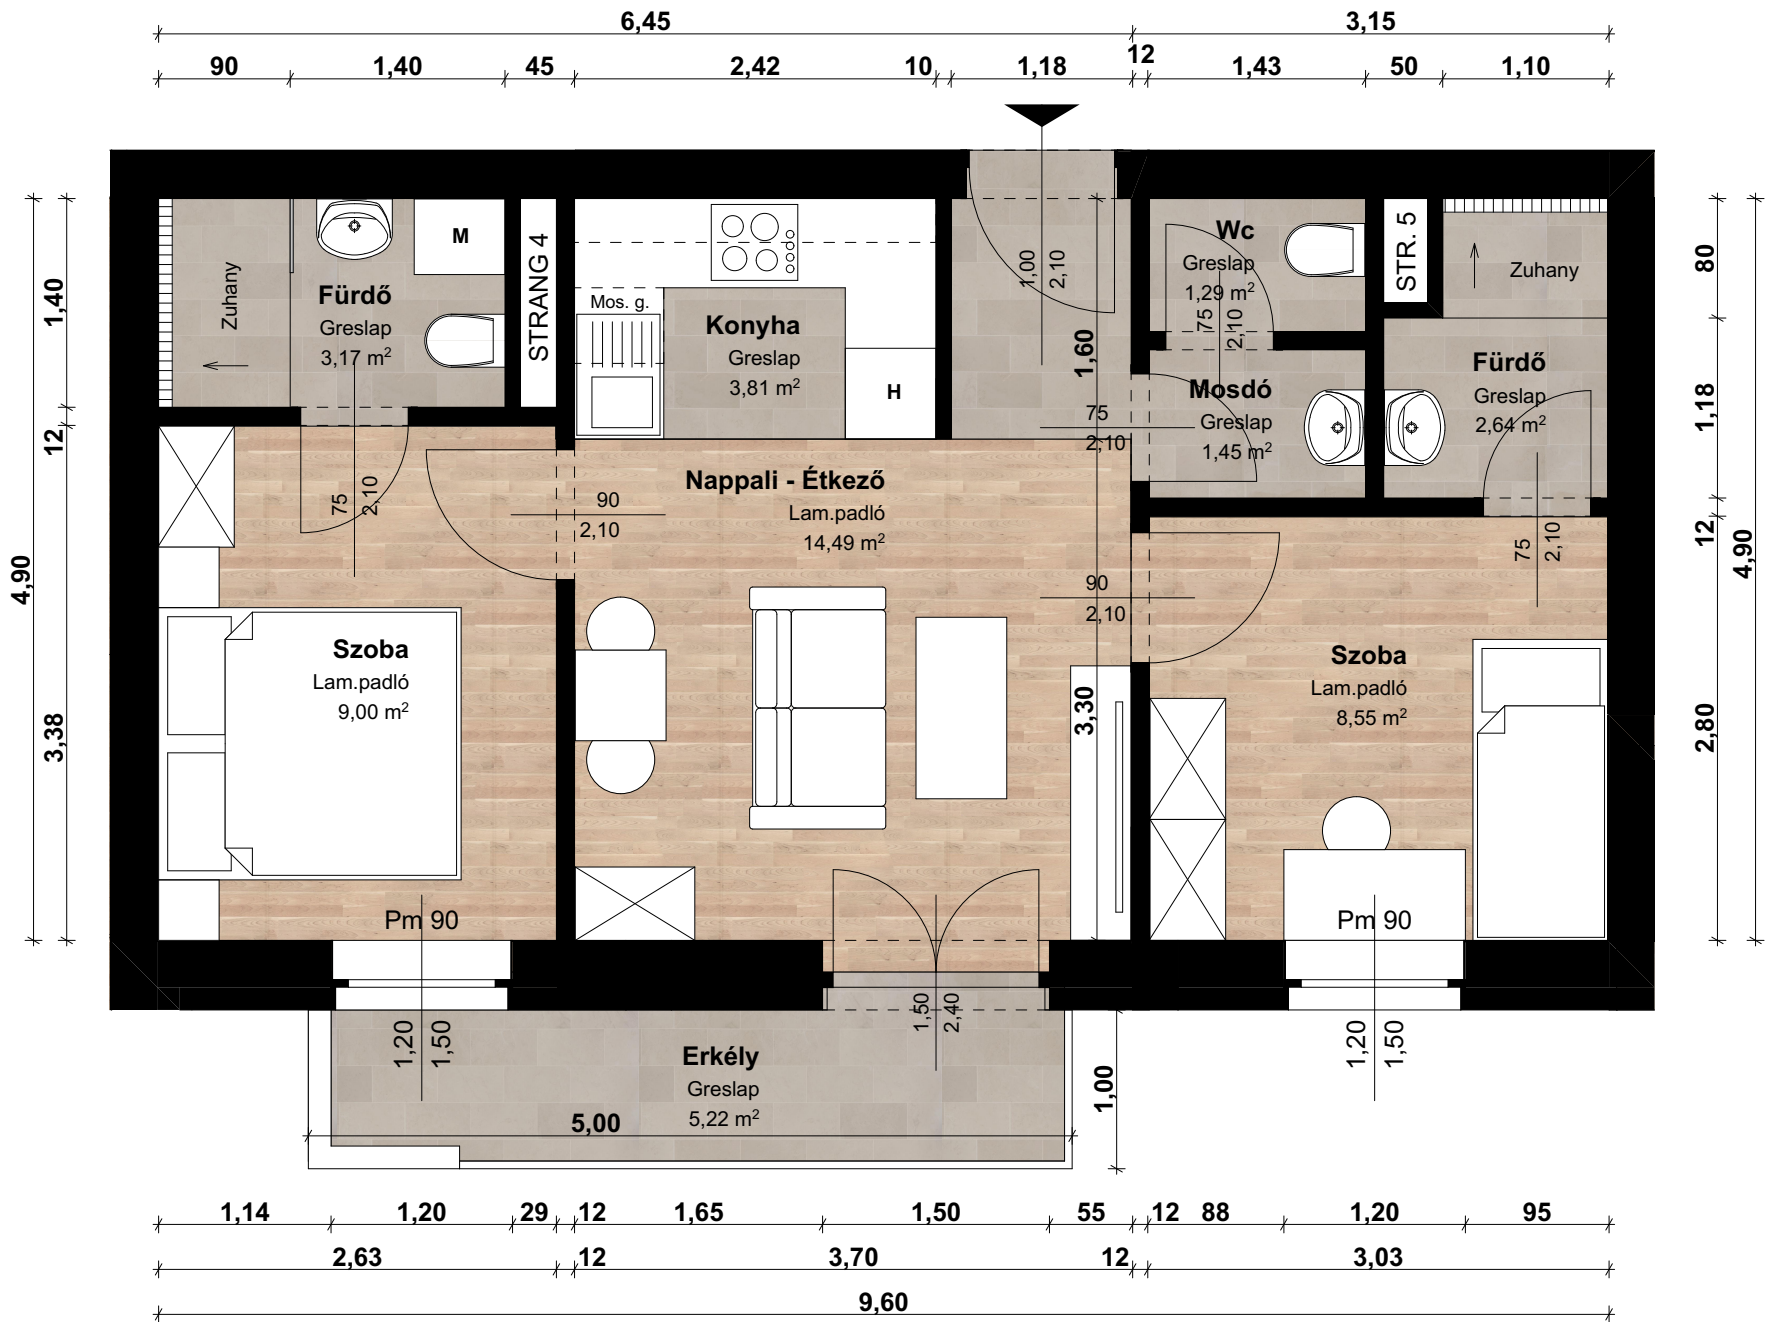 6,45
3,15
90
1,40
45
2,42
10
1,18
12
1,43
50
1,10
Zuhany
Fürdő
Greslap
3,17 m²
M
STRANG 4
Mos. g.
Konyha
Greslap
3,81 m²
H
1,00
2,10
1,60
Wc
Greslap
1,29 m²
75
2,10
STR. 5
Zuhany
Mosdó
Greslap
1,45 m²
75
2,10
Fürdő
Greslap
2,64 m²
75
2,10
4,90
1,40
12
3,38
75
2,10
90
2,10
Nappali - Étkező
Lam.padló
14,49 m²
90
2,10
3,30
Szoba
Lam.padló
9,00 m²
Szoba
Lam.padló
8,55 m²
80
1,18
12
2,80
4,90
Pm 90
Pm 90
1,20
1,50
1,50
2,40
1,20
1,50
Erkély
Greslap
5,22 m²
5,00
1,00
1,14
1,20
29
12
1,65
1,50
55
12
88
1,20
95
2,63
12
3,70
12
3,03
9,60